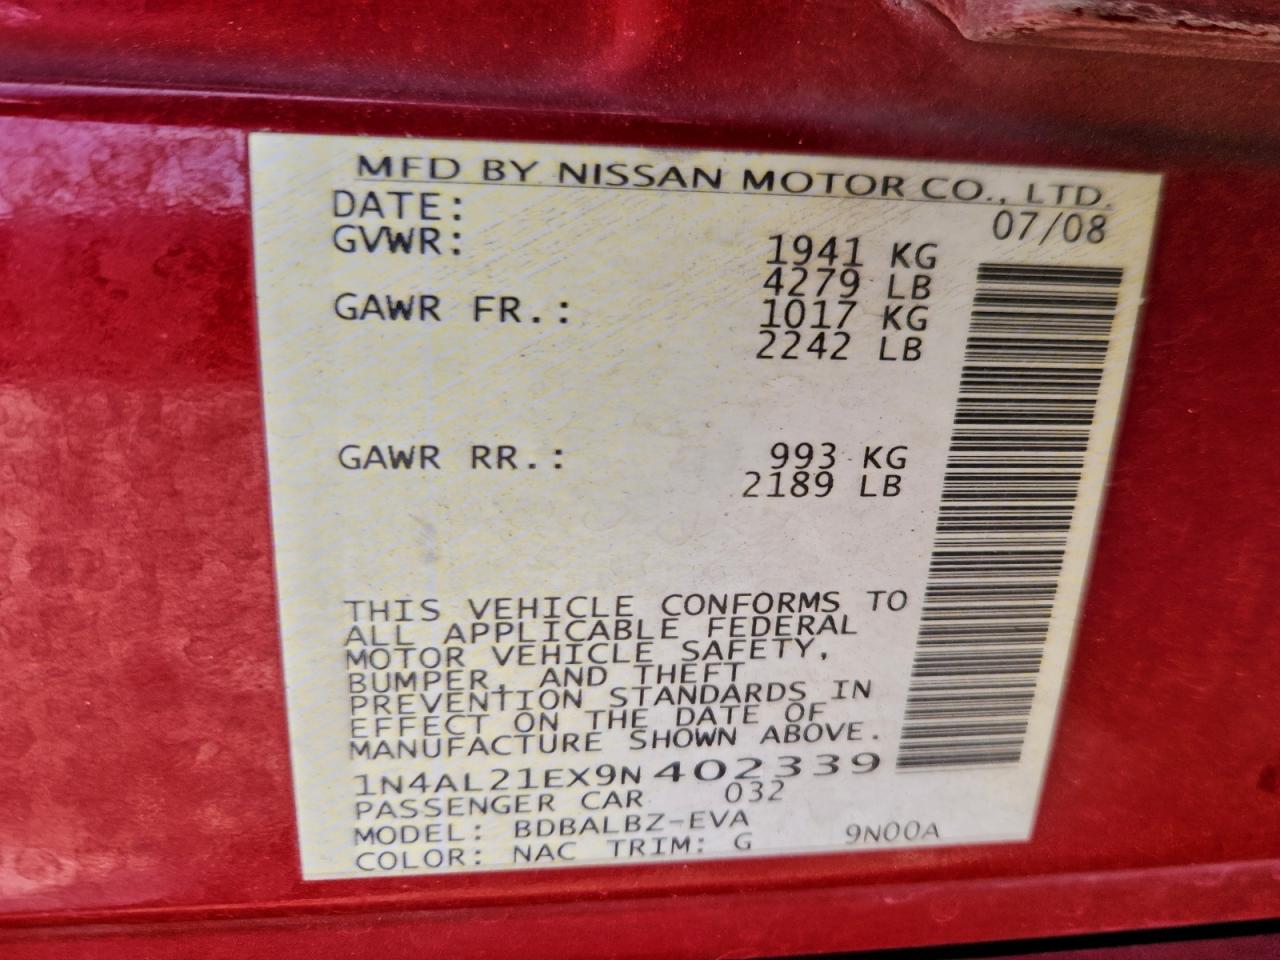 MFD BY NISSAN MOTOR CO., LTD.
DATE: 07/08
GVWR: 1941 KG
4279 LB
GAWR FR.: 1017 KG
2242 LB
GAWR RR.: 993 KG
2189 LB
THIS VEHICLE CONFORMS TO
ALL APPLICABLE FEDERAL
MOTOR VEHICLE SAFETY,
BUMPER, AND THEFT
PREVENTION STANDARDS IN
EFFECT ON THE DATE OF
MANUFACTURE SHOWN ABOVE.
1N4AL21EX9N402339
PASSENGER CAR 032
MODEL: BDBALBZ-EVA
COLOR: NAC TRIM: G 9N00A